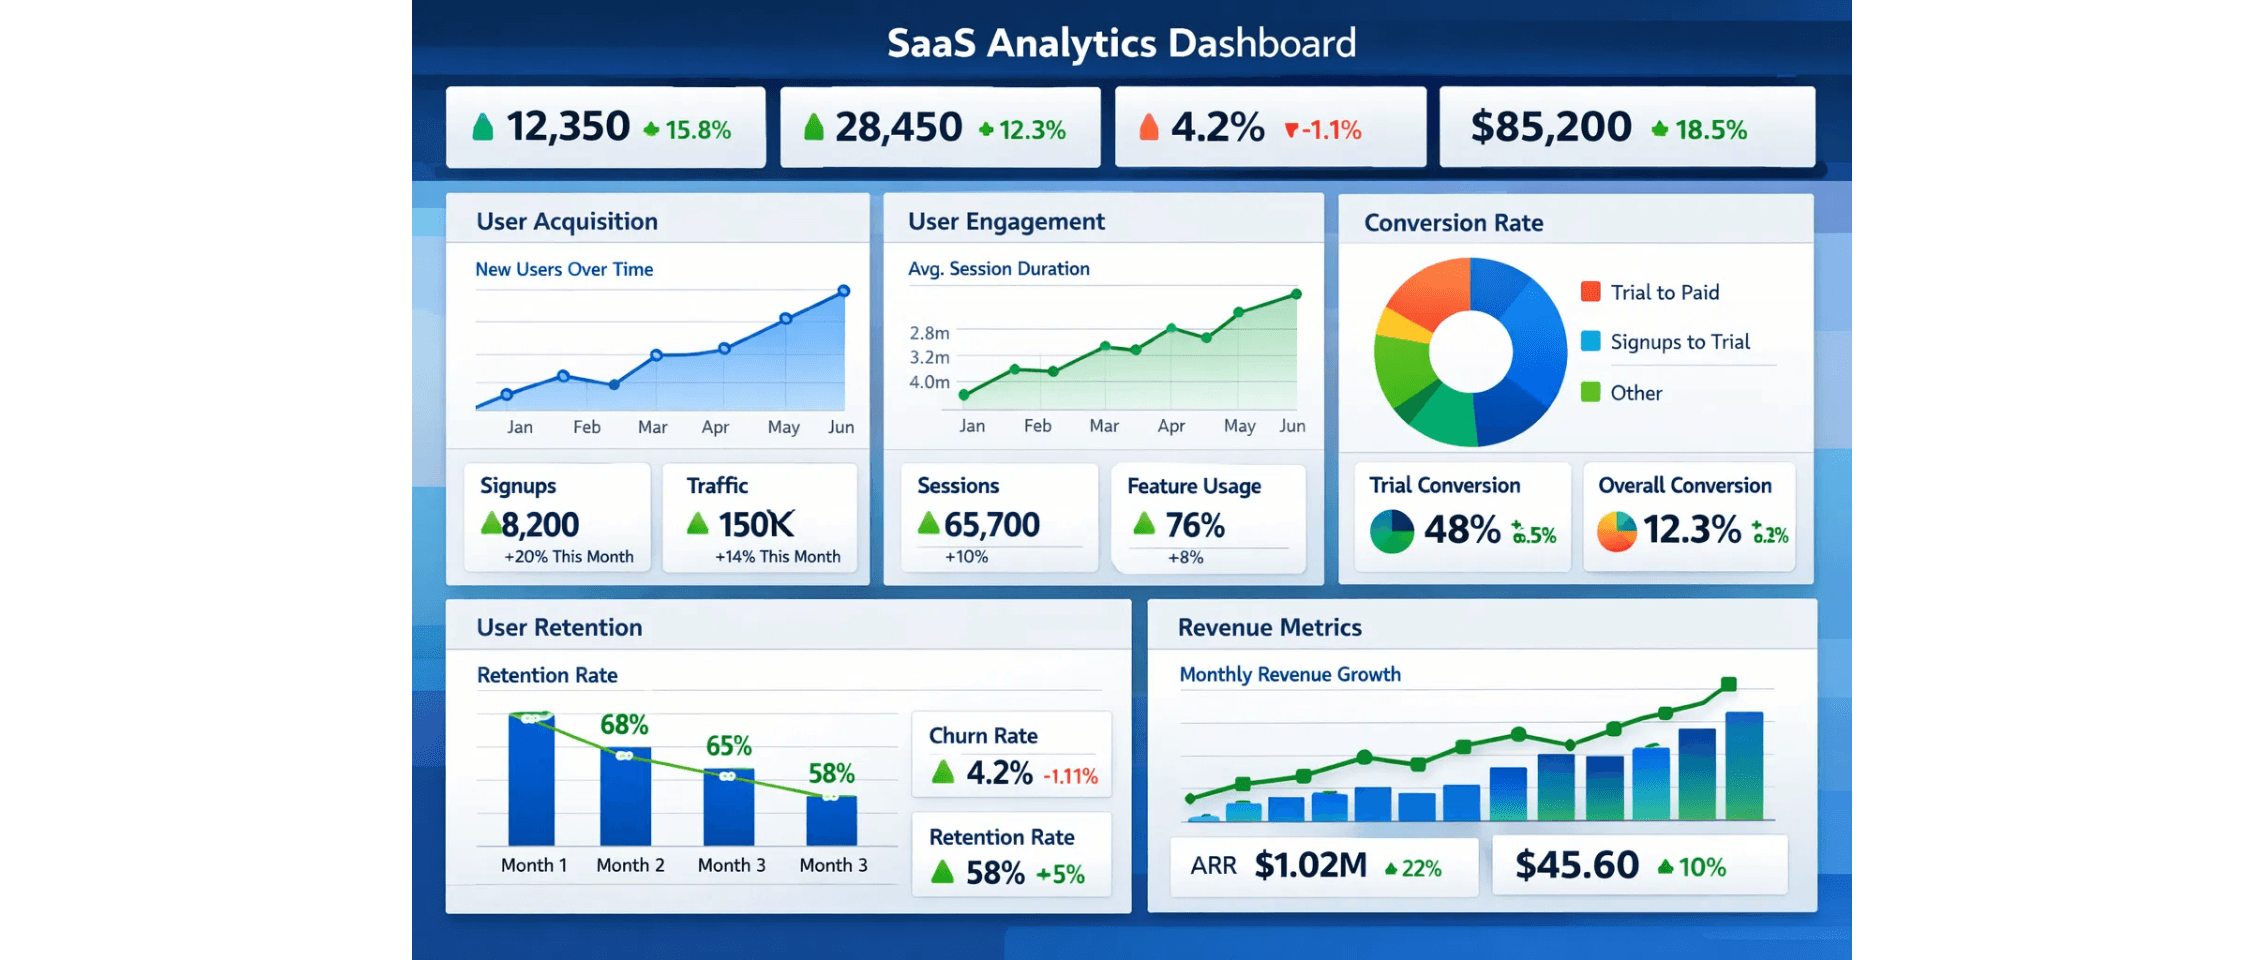 SaaS Analytics Dashboard
12,350 15.8%
28,450 12.3%
4.2% -1.1%
$85,200 18.5%
User Acquisition
New Users Over Time
Jan Feb Mar Apr May Jun
Signups
8,200
+20% This Month
Traffic
150K
+14% This Month
User Engagement
Avg. Session Duration
2.8m
3.2m
4.0m
Jan Feb Mar Apr May Jun
Sessions
65,700
+10%
Feature Usage
76%
+8%
Conversion Rate
Trial to Paid
Signups to Trial
Other
Trial Conversion
48%
Overall Conversion
12.3%
User Retention
Retention Rate
68%
65%
58%
Month 1 Month 2 Month 3 Month 3
Churn Rate
4.2% -1.11%
Retention Rate
58% +5%
Revenue Metrics
Monthly Revenue Growth
ARR $1.02M 22%
$45.60 10%